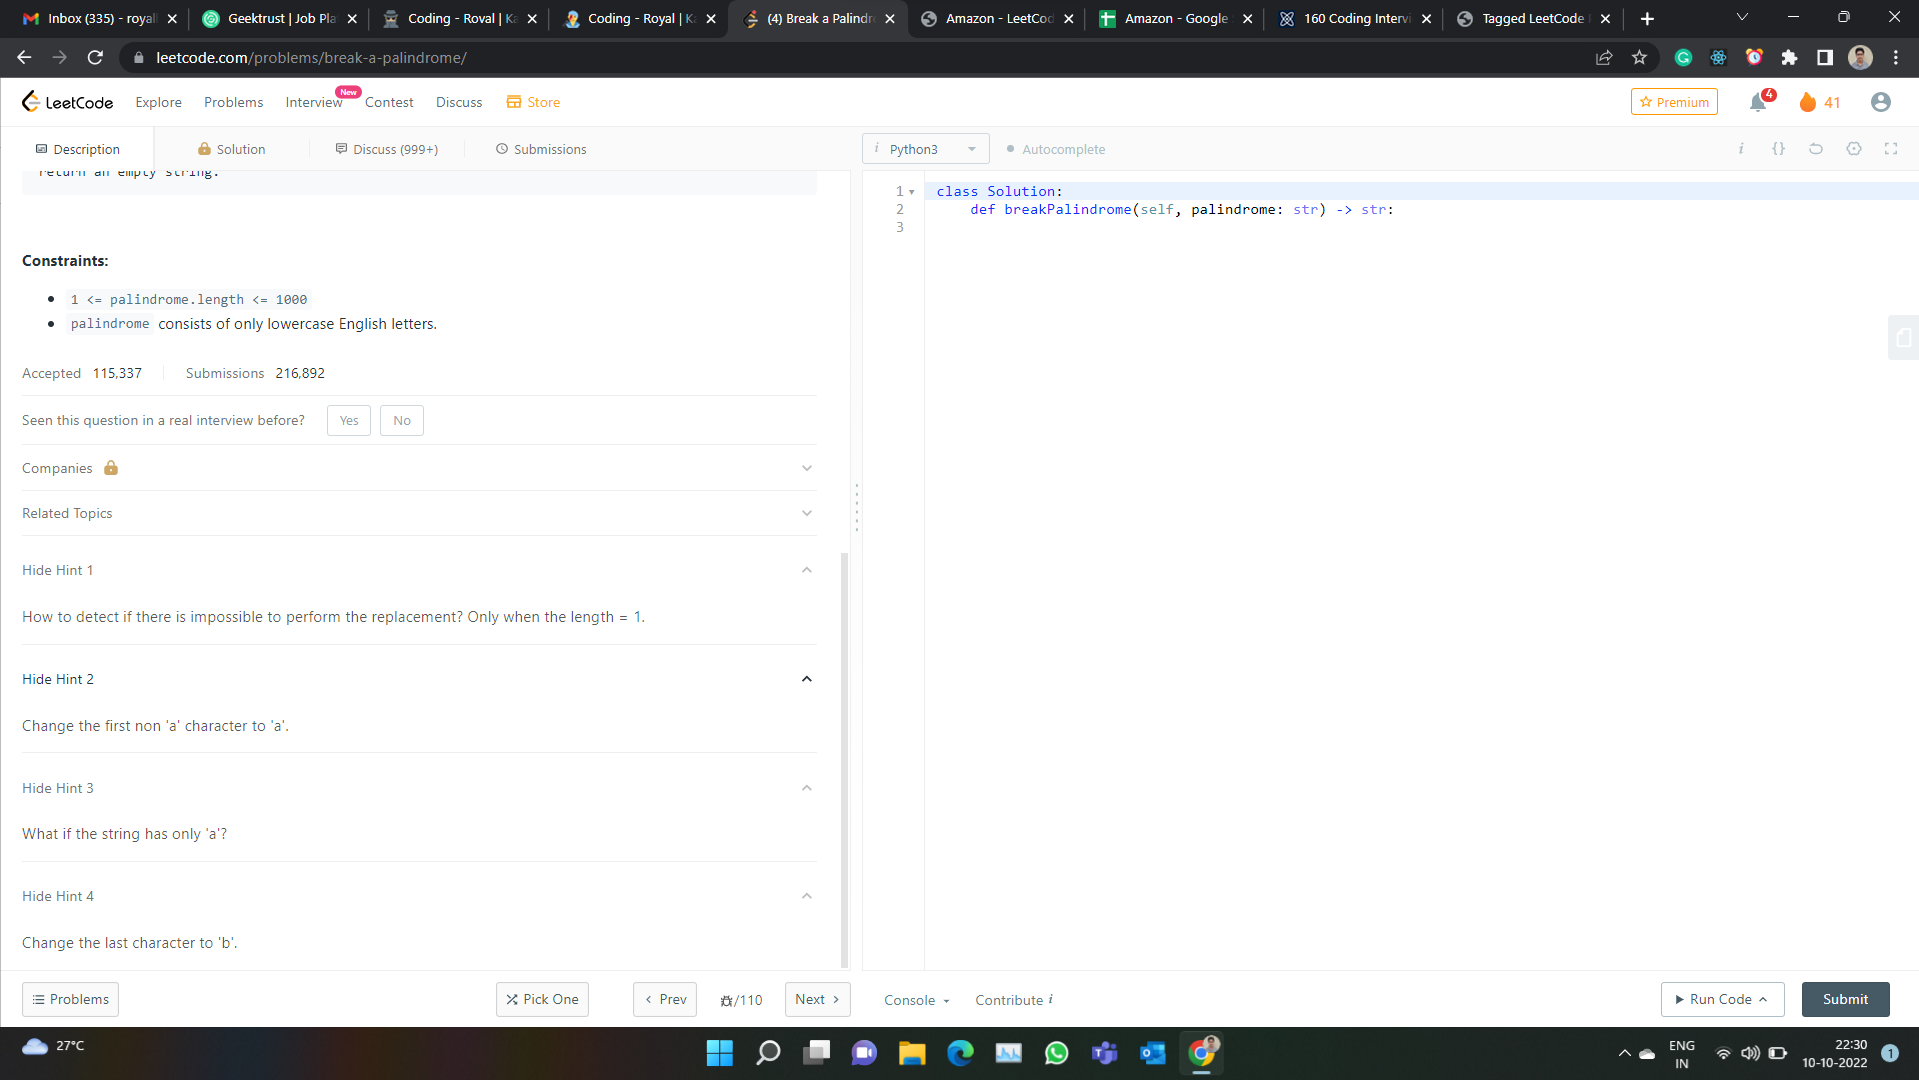 Inbox (335) - royall
Geektrust | Job Pla
Coding - Royal | Ka
Coding - Royal | Ka
(4) Break a Palindr
Amazon - LeetCod
Amazon - Google
160 Coding Intervi
Tagged LeetCode
leetcode.com/problems/break-a-palindrome/
LeetCode
Explore
Problems
Interview
New
Contest
Discuss
Store
Premium
4
41
Description
Solution
Discuss (999+)
Submissions
i Python3
Autocomplete
i
{}
return an empty string.
Constraints:
1 <= palindrome.length <= 1000
palindrome consists of only lowercase English letters.
Accepted 115,337
Submissions 216,892
Seen this question in a real interview before?
Yes
No
Companies
Related Topics
Hide Hint 1
How to detect if there is impossible to perform the replacement? Only when the length = 1.
Hide Hint 2
Change the first non 'a' character to 'a'.
Hide Hint 3
What if the string has only 'a'?
Hide Hint 4
Change the last character to 'b'.
1 class Solution:
2 def breakPalindrome(self, palindrome: str) -> str:
3
Problems
Pick One
Prev
/110
Next
Console
Contribute i
Run Code
Submit
27°C
ENG
IN
22:30
10-10-2022
1